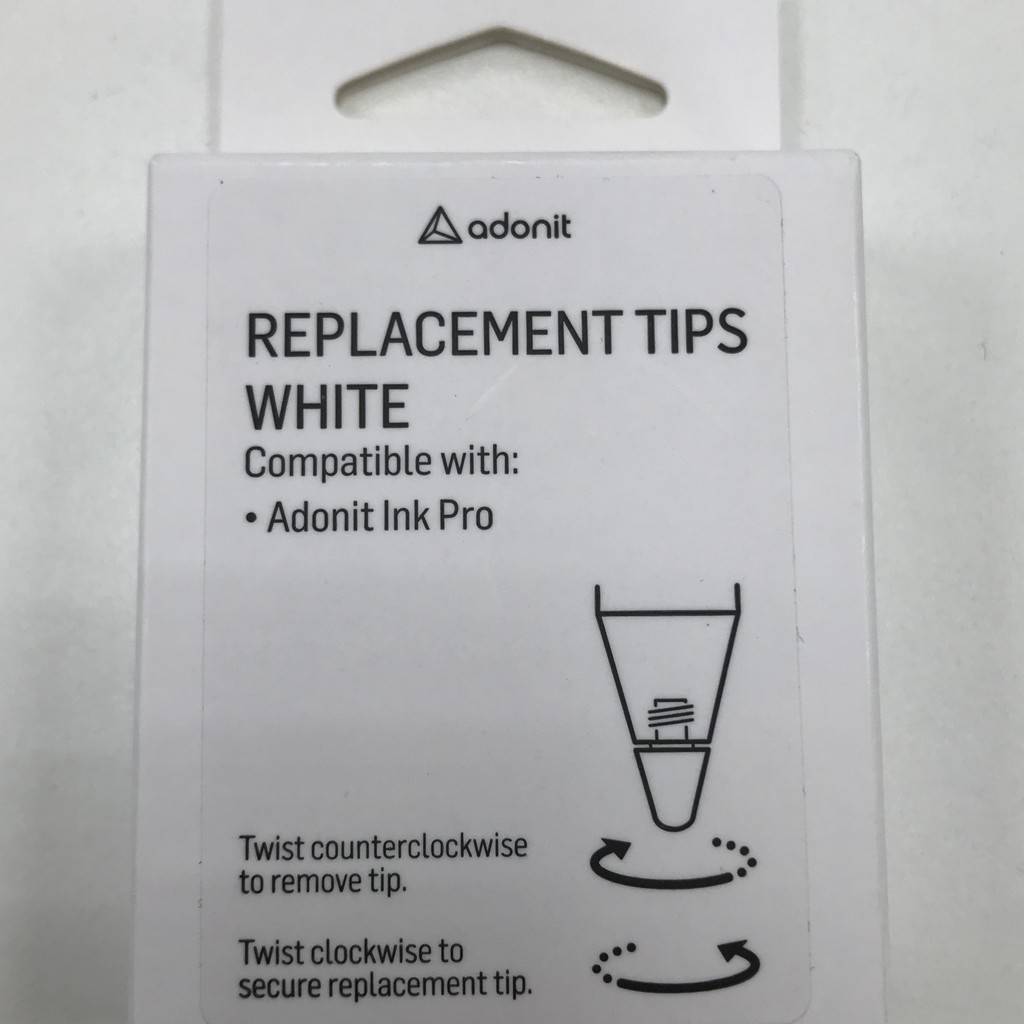 adonit
REPLACEMENT TIPS
WHITE
Compatible with:
• Adonit Ink Pro
Twist counterclockwise
to remove tip.
Twist clockwise to
secure replacement tip.